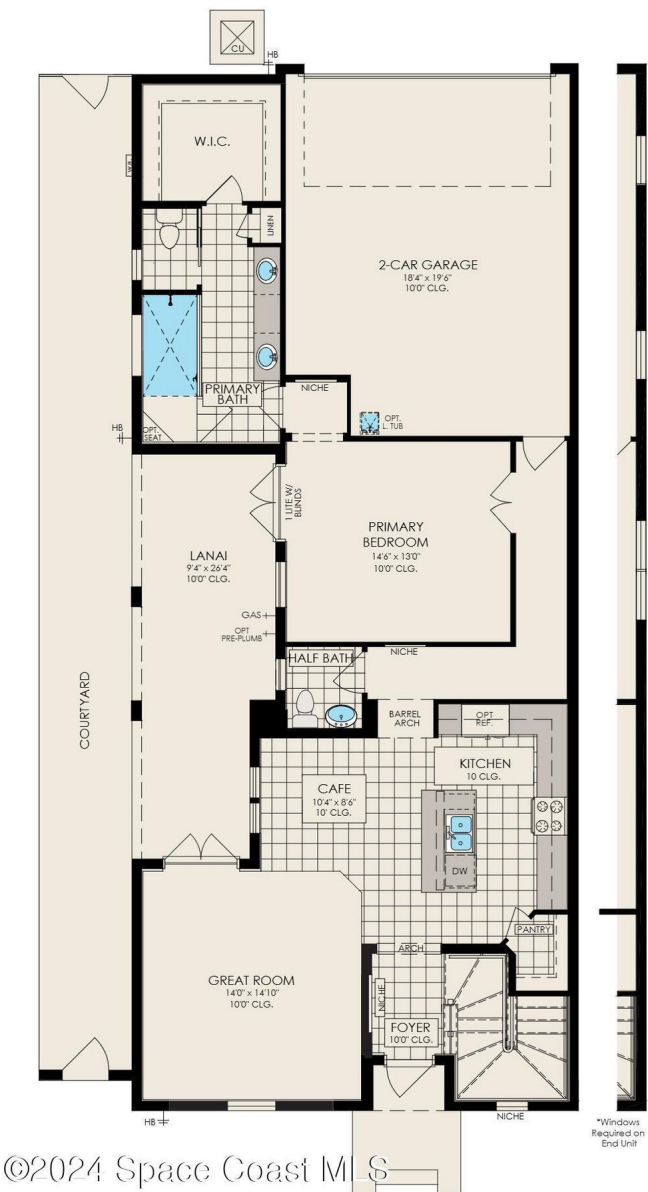 CU
HB
W.I.C.
W.H.
LINEN
2-CAR GARAGE
18'4" x 19'6"
10'0" CLG.
PRIMARY
BATH
NICHE
OPT.
L. TUB
HB
OPT.
SEAT
1 LITE W/
BLINDS
PRIMARY
BEDROOM
14'6" x 13'0"
10'0" CLG.
LANAI
9'4" x 26'4"
10'0" CLG.
GAS
OPT
PRE-PLUMB
HALF BATH
NICHE
COURTYARD
BARREL
ARCH
OPT
REF.
KITCHEN
10 CLG.
CAFE
10'4" x 8'6"
10' CLG.
DW
PANTRY
ARCH
GREAT ROOM
14'0" x 14'10"
10'0" CLG.
NICHE
FOYER
10'0" CLG.
HB
NICHE
*Windows
Required on
End Unit
©2024 Space Coast MLS